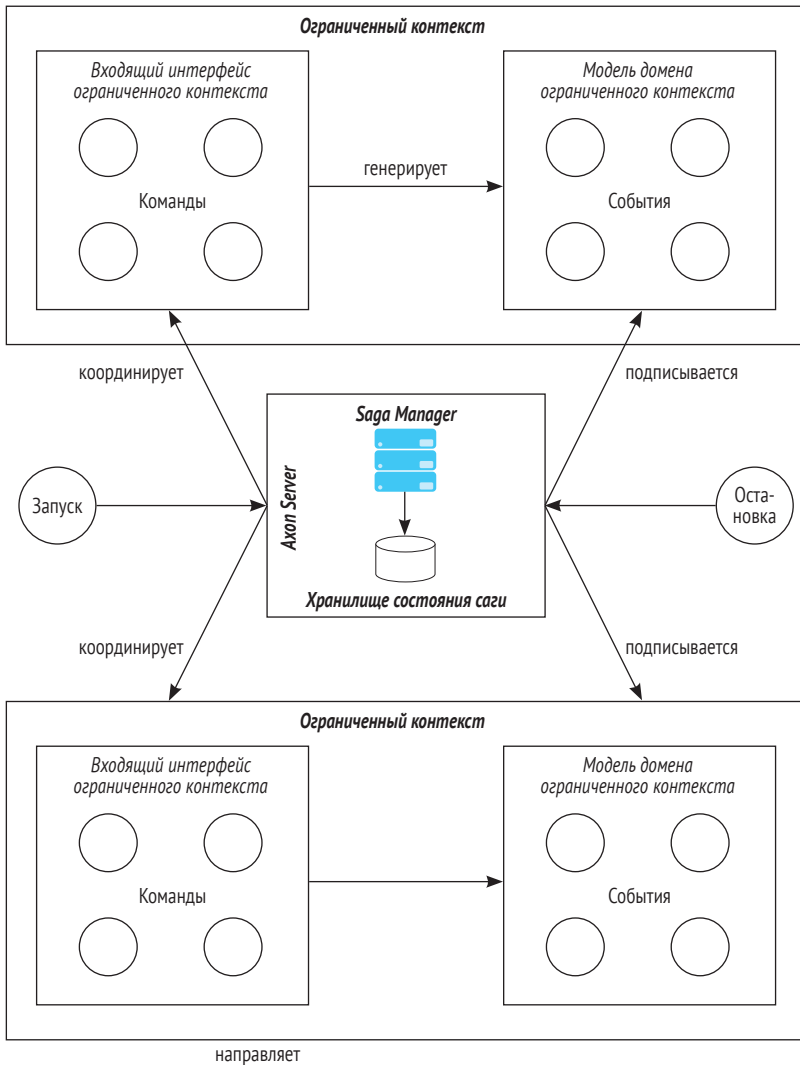 Ограниченный контекст
Входящий интерфейс
ограниченного контекста
Команды
генерирует
Модель домена
ограниченного контекста
События
координирует
подписывается
Saga Manager
Axon Server
Хранилище состояния саги
Запуск
Оста-
новка
координирует
подписывается
Ограниченный контекст
Входящий интерфейс
ограниченного контекста
Команды
Модель домена
ограниченного контекста
События
направляет